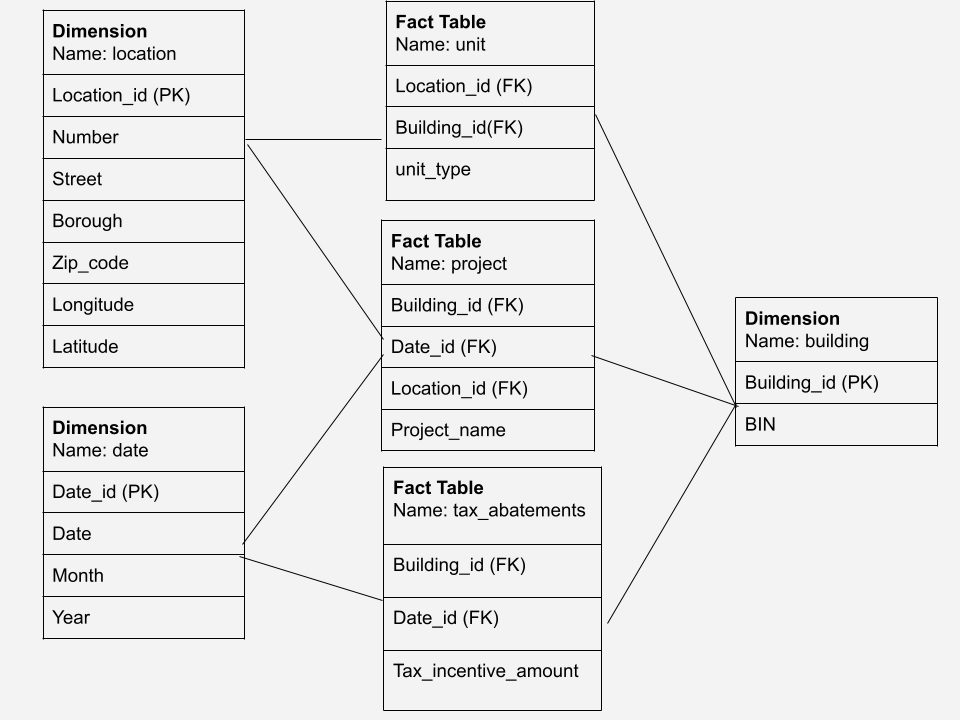 Dimension
Name: location
Location_id (PK)
Number
Street
Borough
Zip_code
Longitude
Latitude
Dimension
Name: date
Date_id (PK)
Date
Month
Year
Fact Table
Name: unit
Location_id (FK)
Building_id(FK)
unit_type
Fact Table
Name: project
Building_id (FK)
Date_id (FK)
Location_id (FK)
Project_name
Fact Table
Name: tax_abatements
Building_id (FK)
Date_id (FK)
Tax_incentive_amount
Dimension
Name: building
Building_id (PK)
BIN